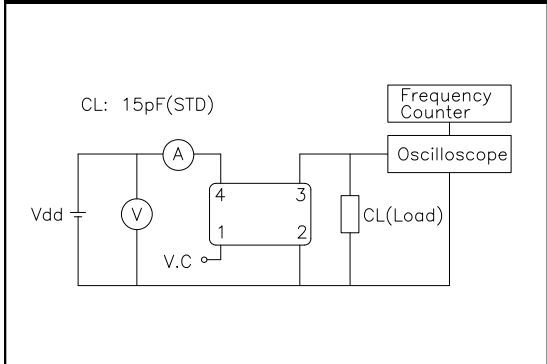 CL: 15pF(STD)
Frequency
Counter
A
Oscilloscope
4
3
Vdd
V
CL(Load)
1
2
V.C